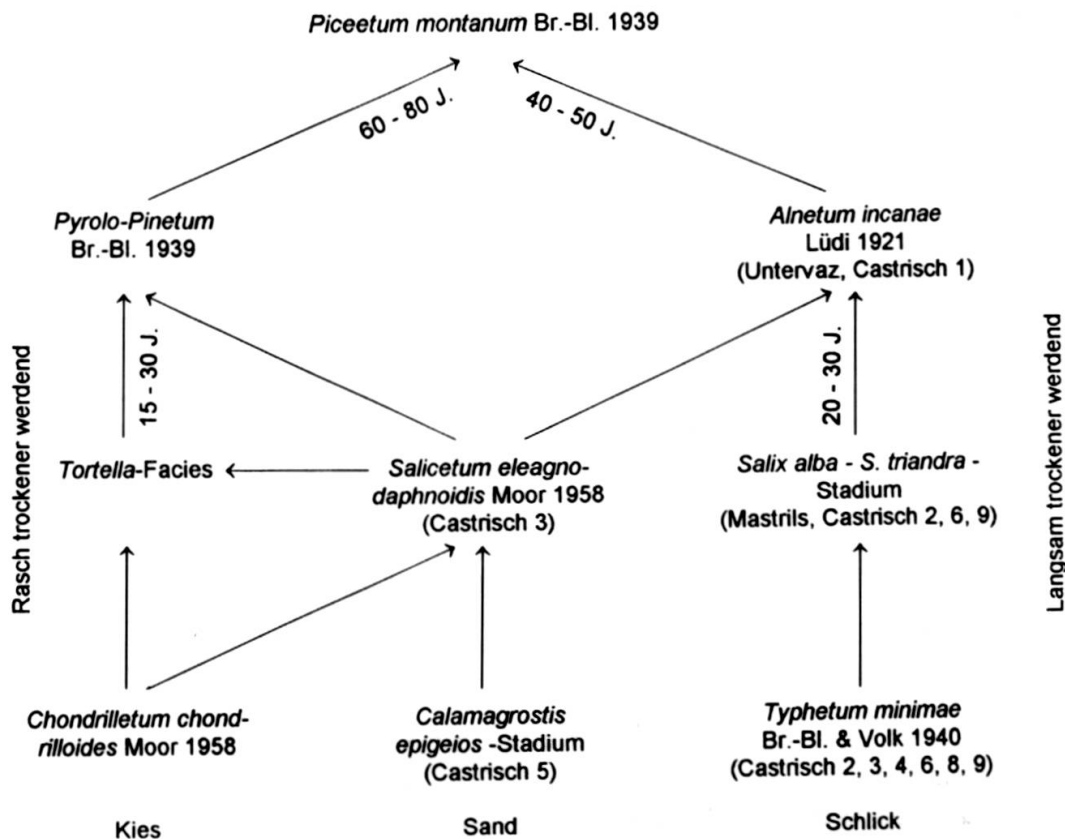 Piceetum montanum Br.-Bl. 1939
60 - 80 J.
40 - 50 J.
Pyrolo-Pinetum
Br.-Bl. 1939
Alnetum incanae
Lüdi 1921
(Untervaz, Castrisch 1)
Rasch trockener werdend
15 - 30 J.
20 - 30 J.
Langsam trockener werdend
Tortella-Facies
Salicetum eleagno-
daphnoidis Moor 1958
(Castrisch 3)
Salix alba - S. triandra -
Stadium
(Mastrils, Castrisch 2, 6, 9)
Chondrilletum chond-
rilloides Moor 1958
Calamagrostis
epigeios -Stadium
(Castrisch 5)
Typhetum minimae
Br.-Bl. & Volk 1940
(Castrisch 2, 3, 4, 6, 8, 9)
Kies
Sand
Schlick